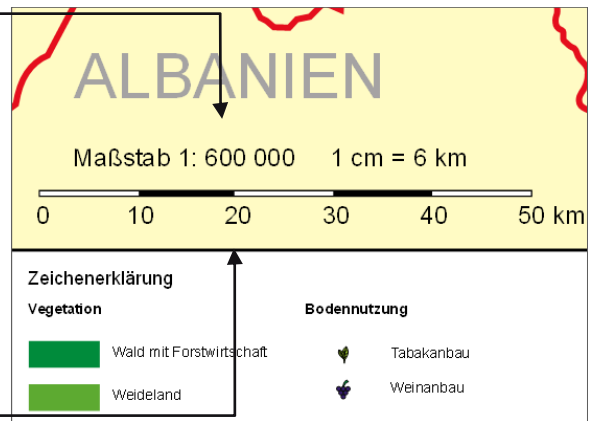 ALBANIEN
Maßstab 1: 600 000 1 cm = 6 km
0 10 20 30 40 50 km
Zeichenerklärung
Vegetation Bodennutzung
Wald mit Forstwirtschaft Tabakanbau
Weideland Weinanbau